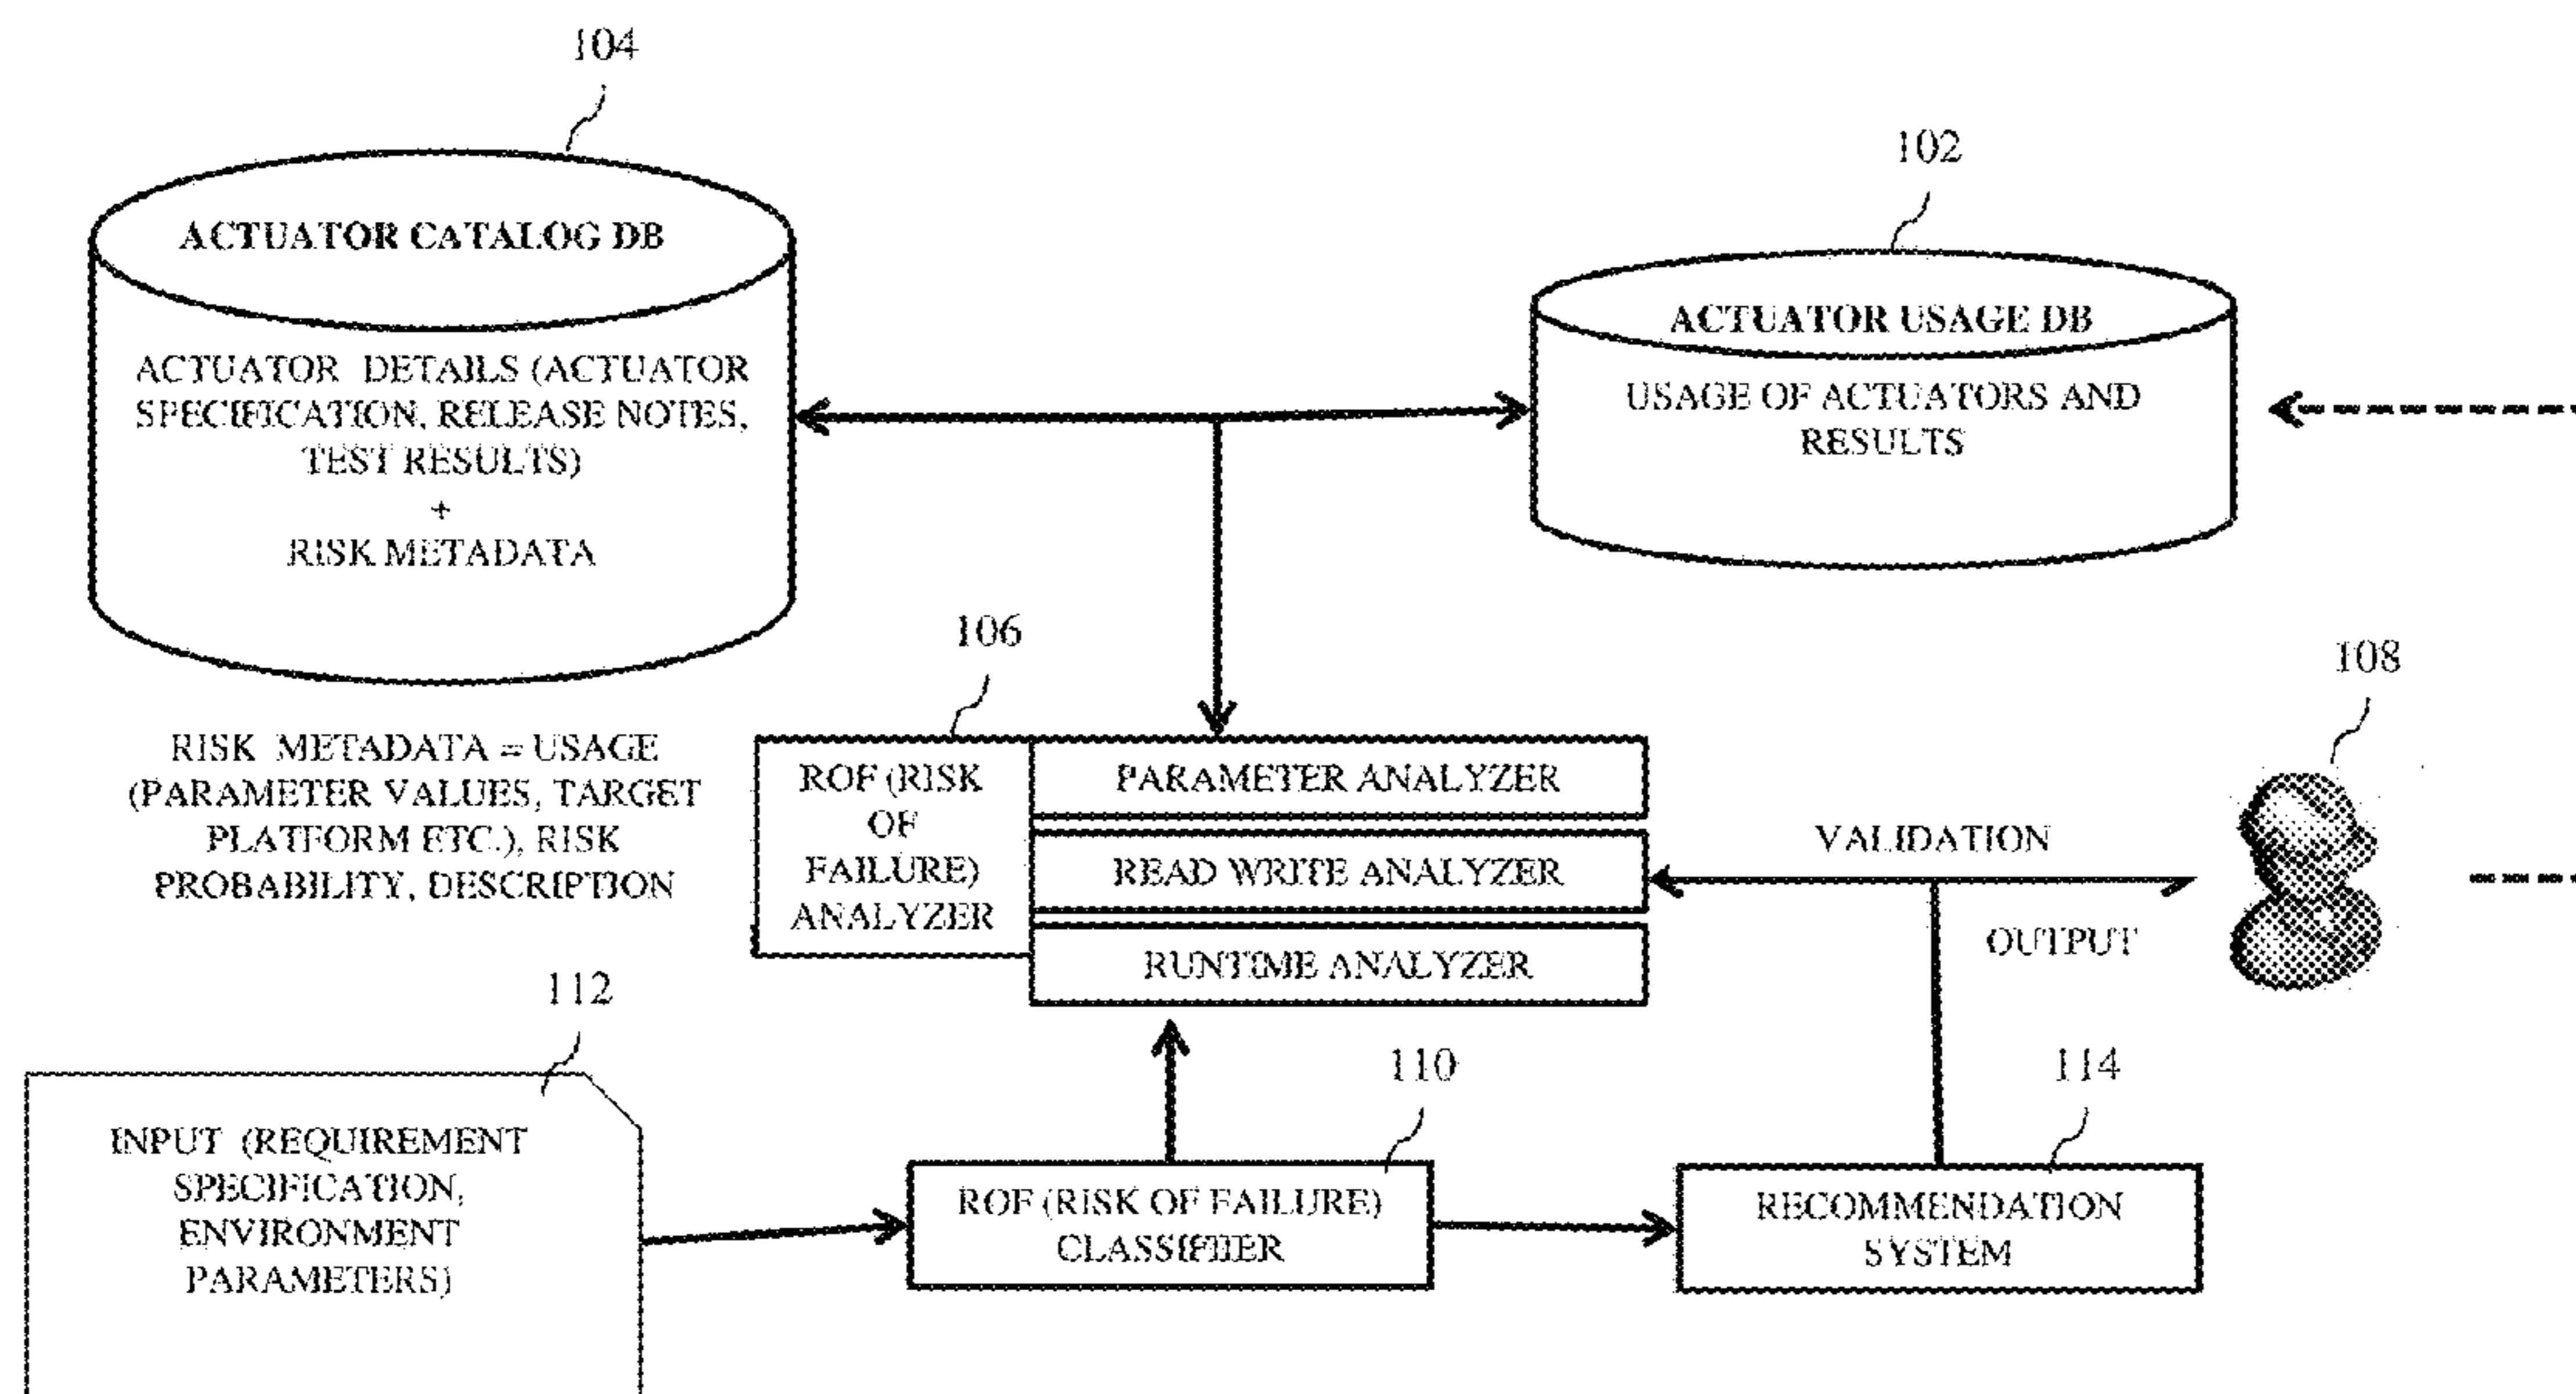 104
ACTUATOR CATALOG DB
ACTUATOR DETAILS (ACTUATOR
SPECIFICATION, RELEASE NOTES,
TEST RESULTS)
+
RISK METADATA
102
ACTUATOR USAGE DB
USAGE OF ACTUATORS AND
RESULTS
RISK METADATA = USAGE
(PARAMETER VALUES, TARGET
PLATFORM ETC.), RISK
PROBABILITY, DESCRIPTION
106
ROF (RISK
OF
FAILURE)
ANALYZER
PARAMETER ANALYZER
READ WRITE ANALYZER
RUNTIME ANALYZER
VALIDATION
OUTPUT
108
112
INPUT (REQUIREMENT
SPECIFICATION,
ENVIRONMENT
PARAMETERS)
110
ROF (RISK OF FAILURE)
CLASSIFIIER
114
RECOMMENDATION
SYSTEM